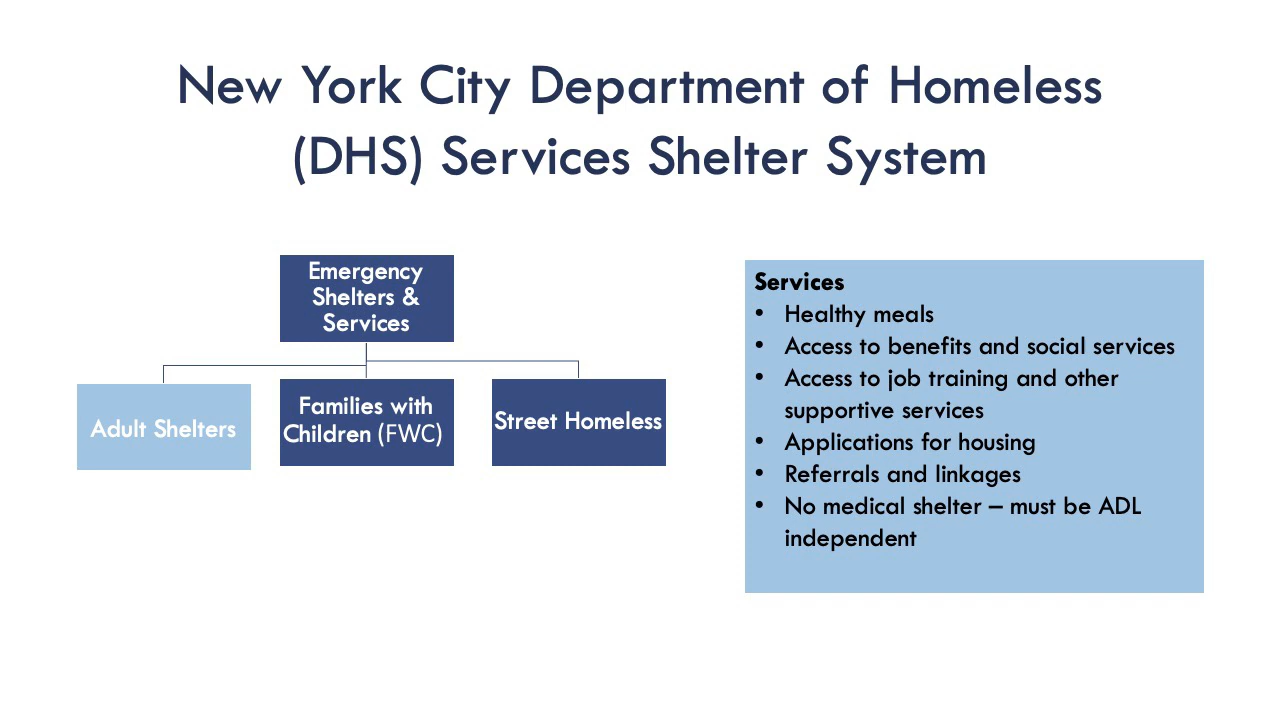 New York City Department of Homeless
(DHS) Services Shelter System
Emergency
Shelters &
Services
Adult Shelters
Families with
Children (FWC)
Street Homeless
Services
• Healthy meals
• Access to benefits and social services
• Access to job training and other
supportive services
• Applications for housing
• Referrals and linkages
• No medical shelter – must be ADL
independent